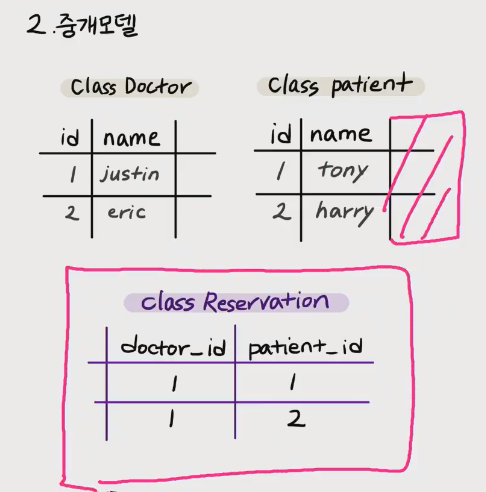 2. 중개모델
Class Doctor
id name
1 justin
2 eric
Class patient
id name
1 tony
2 harry
class Reservation
doctor_id patient_id
1 1
1 2